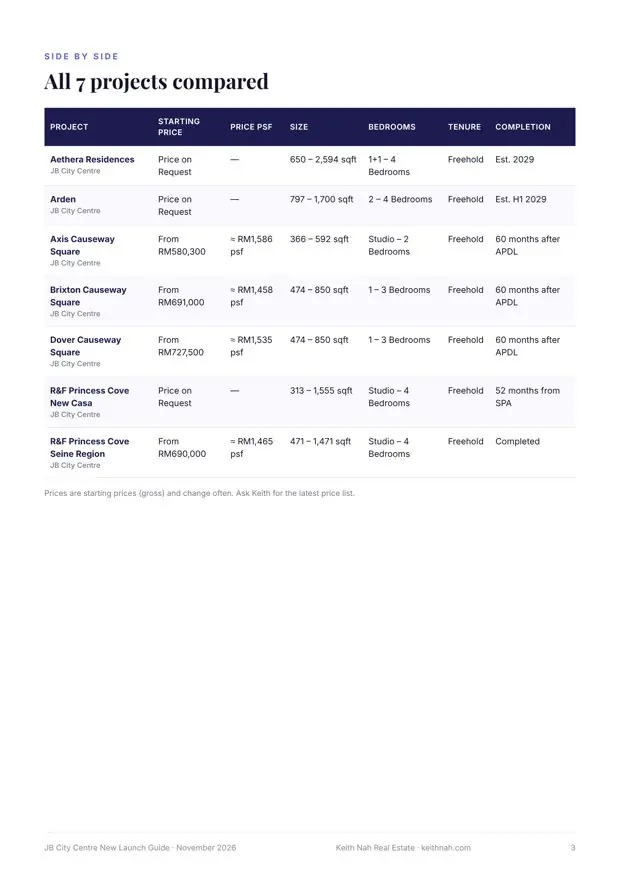 SIDE BY SIDE
All 7 projects compared
PROJECT STARTING PRICE PRICE PSF SIZE BEDROOMS TENURE COMPLETION
Aethera Residences
JB City Centre
Price on
Request
—
650 – 2,594 sqft
1+1 – 4
Bedrooms
Freehold
Est. 2029
Arden
JB City Centre
Price on
Request
—
797 – 1,700 sqft
2 – 4 Bedrooms
Freehold
Est. H1 2029
Axis Causeway
Square
JB City Centre
From
RM580,300
≈ RM1,586
psf
366 – 592 sqft
Studio – 2
Bedrooms
Freehold
60 months after
APDL
Brixton Causeway
Square
JB City Centre
From
RM691,000
≈ RM1,458
psf
474 – 850 sqft
1 – 3 Bedrooms
Freehold
60 months after
APDL
Dover Causeway
Square
JB City Centre
From
RM727,500
≈ RM1,535
psf
474 – 850 sqft
1 – 3 Bedrooms
Freehold
60 months after
APDL
R&F Princess Cove
New Casa
JB City Centre
Price on
Request
—
313 – 1,555 sqft
Studio – 4
Bedrooms
Freehold
52 months from
SPA
R&F Princess Cove
Seine Region
JB City Centre
From
RM690,000
≈ RM1,465
psf
471 – 1,471 sqft
Studio – 4
Bedrooms
Freehold
Completed
Prices are starting prices (gross) and change often. Ask Keith for the latest price list.
JB City Centre New Launch Guide · November 2026
Keith Nah Real Estate · keithnah.com
3